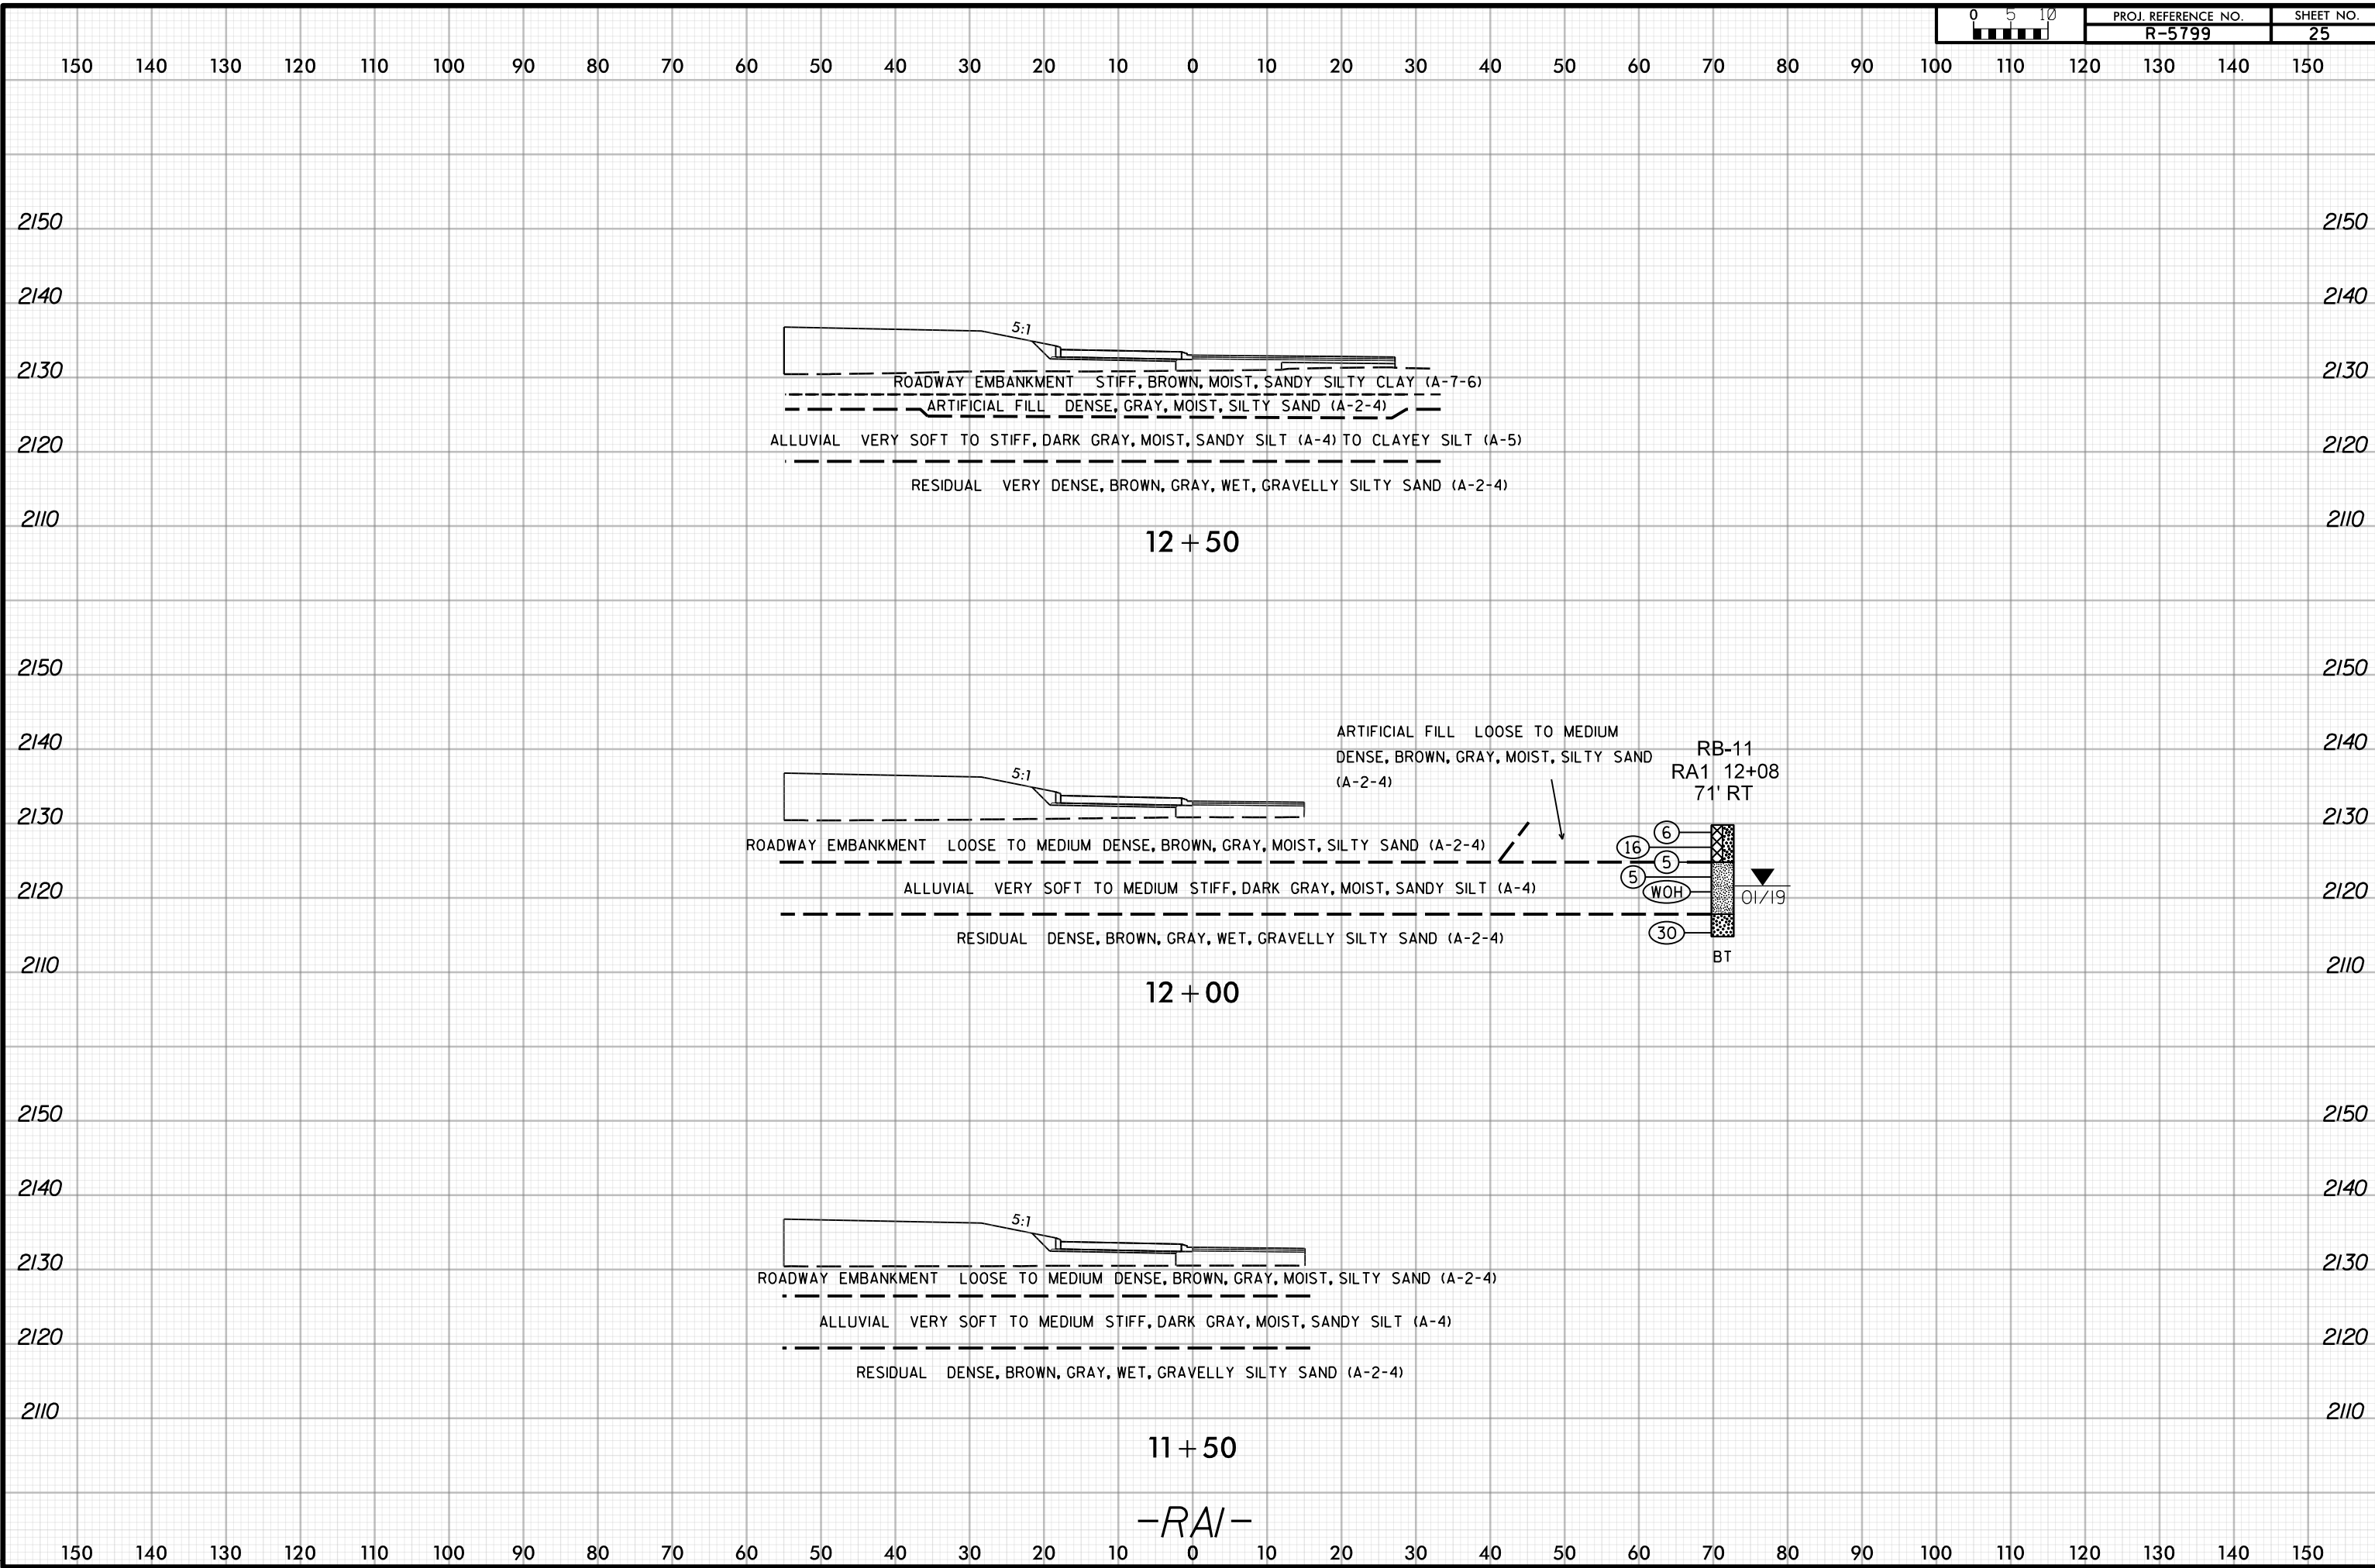 0 5 10
PROJ. REFERENCE NO. SHEET NO.
R-5799 25
150 140 130 120 110 100 90 80 70 60 50 40 30 20 10 0 10 20 30 40 50 60 70 80 90 100 110 120 130 140 150
2150 2150
2140 2140
5:1
2130 2130
ROADWAY EMBANKMENT STIFF, BROWN, MOIST, SANDY SILTY CLAY (A-7-6)
ARTIFICIAL FILL DENSE, GRAY, MOIST, SILTY SAND (A-2-4)
ALLUVIAL VERY SOFT TO STIFF, DARK GRAY, MOIST, SANDY SILT (A-4) TO CLAYEY SILT (A-5)
2120 2120
RESIDUAL VERY DENSE, BROWN, GRAY, WET, GRAVELLY SILTY SAND (A-2-4)
2110 2110
12+50
2150 2150
ARTIFICIAL FILL LOOSE TO MEDIUM
DENSE, BROWN, GRAY, MOIST, SILTY SAND
(A-2-4)
2140 2140
RB-11
RA1 12+08
71' RT
5:1
2130 2130
6
16
5
5
WOH
30
BT
01/19
ROADWAY EMBANKMENT LOOSE TO MEDIUM DENSE, BROWN, GRAY, MOIST, SILTY SAND (A-2-4)
ALLUVIAL VERY SOFT TO MEDIUM STIFF, DARK GRAY, MOIST, SANDY SILT (A-4)
2120 2120
RESIDUAL DENSE, BROWN, GRAY, WET, GRAVELLY SILTY SAND (A-2-4)
2110 2110
12+00
2150 2150
2140 2140
5:1
2130 2130
ROADWAY EMBANKMENT LOOSE TO MEDIUM DENSE, BROWN, GRAY, MOIST, SILTY SAND (A-2-4)
ALLUVIAL VERY SOFT TO MEDIUM STIFF, DARK GRAY, MOIST, SANDY SILT (A-4)
2120 2120
RESIDUAL DENSE, BROWN, GRAY, WET, GRAVELLY SILTY SAND (A-2-4)
2110 2110
11+50
-RA1-
150 140 130 120 110 100 90 80 70 60 50 40 30 20 10 0 10 20 30 40 50 60 70 80 90 100 110 120 130 140 150